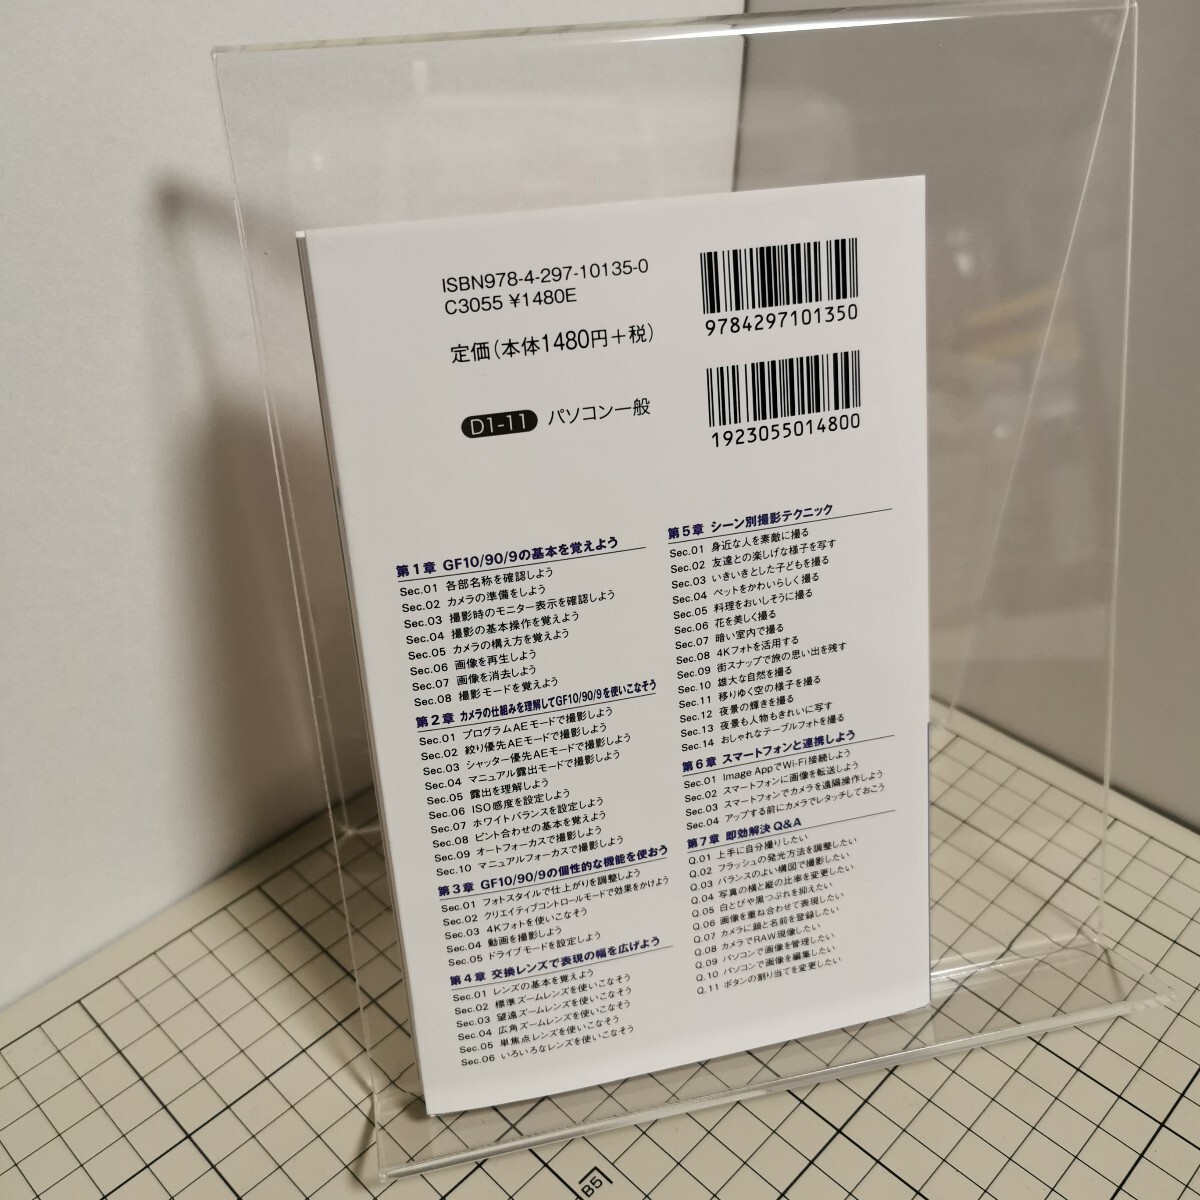 ISBN978-4-297-10135-0
C3055 ¥1480E
定価(本体1480円+税)
D1-11 パソコン一般
9784297101350
1923055014800
第1章 GF10/90/9の基本を覚えよう
Sec.01 各部名称を確認しよう
Sec.02 カメラの準備をしよう
Sec.03 撮影時のモニター表示を確認しよう
Sec.04 撮影の基本操作を覚えよう
Sec.05 カメラの構え方を覚えよう
Sec.06 画像を再生しよう
Sec.07 画像を消去しよう
Sec.08 撮影モードを覚えよう
第2章 カメラの仕組みを理解してGF10/90/9を使いこなそう
Sec.01 プログラムAEモードで撮影しよう
Sec.02 絞り優先AEモードで撮影しよう
Sec.03 シャッター優先AEモードで撮影しよう
Sec.04 マニュアル露出モードで撮影しよう
Sec.05 露出を理解しよう
Sec.06 ISO感度を設定しよう
Sec.07 ホワイトバランスを設定しよう
Sec.08 ピント合わせの基本を覚えよう
Sec.09 オートフォーカスで撮影しよう
Sec.10 マニュアルフォーカスで撮影しよう
第3章 GF10/90/9の個性的な機能を使おう
Sec.01 フォトスタイルで仕上がりを調整しよう
Sec.02 クリエイティブコントロールモードで効果をかけよう
Sec.03 4Kフォトを使いこなそう
Sec.04 動画を撮影しよう
Sec.05 ドライブモードを設定しよう
第4章 交換レンズで表現の幅を広げよう
Sec.01 レンズの基本を覚えよう
Sec.02 標準ズームレンズを使いこなそう
Sec.03 望遠ズームレンズを使いこなそう
Sec.04 広角ズームレンズを使いこなそう
Sec.05 単焦点レンズを使いこなそう
Sec.06 いろいろなレンズを使いこなそう
第5章 シーン別撮影テクニック
Sec.01 身近な人を素敵に撮る
Sec.02 友達との楽しげな様子を写す
Sec.03 いきいきとした子どもを撮る
Sec.04 ペットをかわいらしく撮る
Sec.05 料理をおいしそうに撮る
Sec.06 花を美しく撮る
Sec.07 暗い室内で撮る
Sec.08 4Kフォトを活用する
Sec.09 街スナップで旅の思い出を残す
Sec.10 雄大な自然を撮る
Sec.11 移りゆく空の様子を撮る
Sec.12 夜景の輝きを撮る
Sec.13 夜景も人物もきれいに写す
Sec.14 おしゃれなテーブルフォトを撮る
第6章 スマートフォンと連携しよう
Sec.01 Image AppでWi-Fi接続しよう
Sec.02 スマートフォンに画像を転送しよう
Sec.03 スマートフォンでカメラを遠隔操作しよう
Sec.04 アップする前にカメラでレタッチしておこう
第7章 即効解決 Q&A
Q.01 上手に自分撮りしたい
Q.02 フラッシュの発光方法を調整したい
Q.03 バランスのよい構図で撮影したい
Q.04 写真の横と縦の比率を変更したい
Q.05 白とびや黒つぶれを抑えたい
Q.06 画像を重ね合わせて表現したい
Q.07 カメラに顔と名前を登録したい
Q.08 カメラでRAW現像したい
Q.09 パソコンで画像を管理したい
Q.10 パソコンで画像を編集したい
Q.11 ボタンの割り当てを変更したい
B5